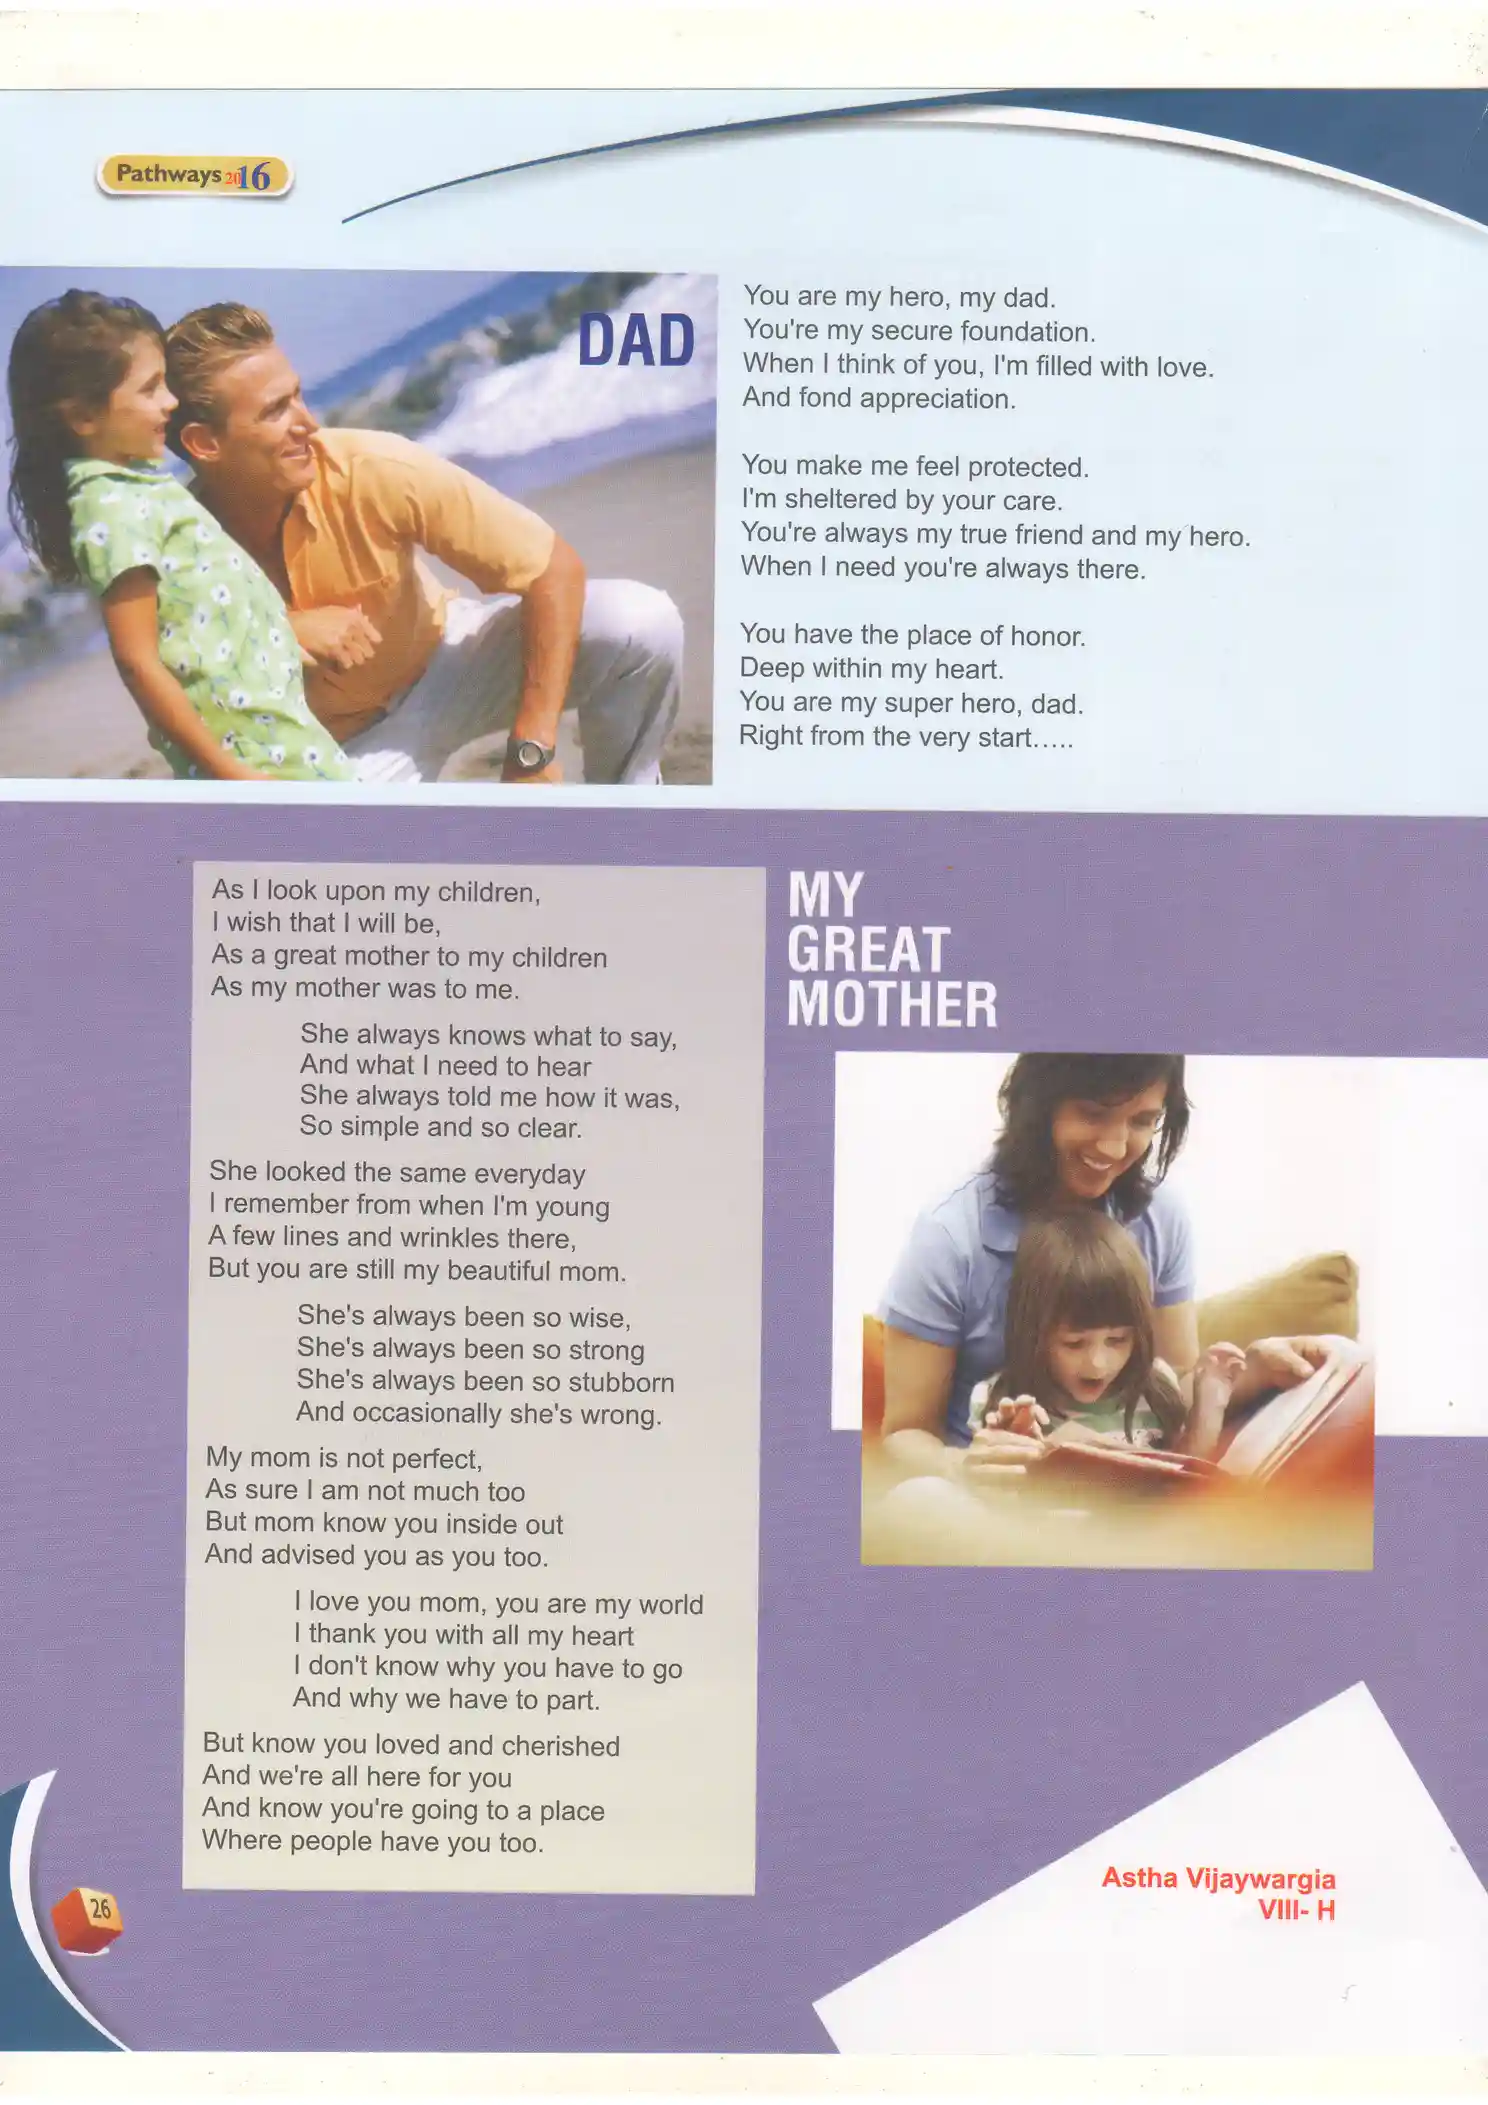 Pathways 2016
DAD
You are my hero, my dad.
You're my secure foundation.
When I think of you, I'm filled with love.
And fond appreciation.
You make me feel protected.
I'm sheltered by your care.
You're always my true friend and my hero.
When I need you're always there.
You have the place of honor.
Deep within my heart.
You are my super hero, dad.
Right from the very start.....
MY
GREAT
MOTHER
As I look upon my children,
I wish that I will be,
As a great mother to my children
As my mother was to me.
She always knows what to say,
And what I need to hear
She always told me how it was,
So simple and so clear.
She looked the same everyday
I remember from when I'm young
A few lines and wrinkles there,
But you are still my beautiful mom.
She's always been so wise,
She's always been so strong
She's always been so stubborn
And occasionally she's wrong.
My mom is not perfect,
As sure I am not much too
But mom know you inside out
And advised you as you too.
I love you mom, you are my world
I thank you with all my heart
I don't know why you have to go
And why we have to part.
But know you loved and cherished
And we're all here for you
And know you're going to a place
Where people have you too.
Astha Vijaywargia
VIII- H
26